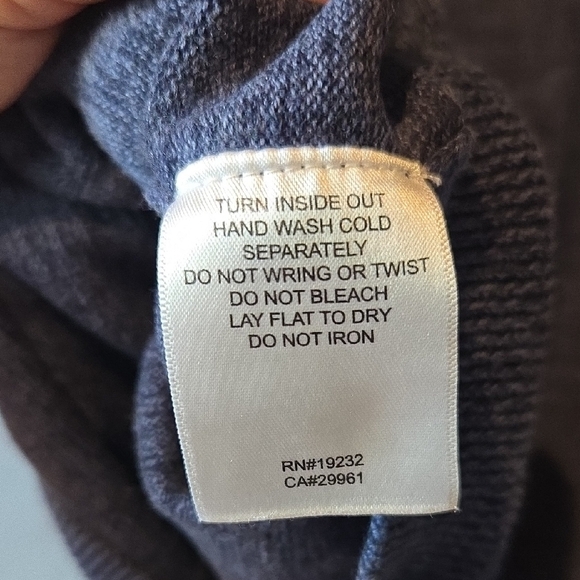 TURN INSIDE OUT
HAND WASH COLD
SEPARATELY
DO NOT WRING OR TWIST
DO NOT BLEACH
LAY FLAT TO DRY
DO NOT IRON
RN#19232
CA#29961